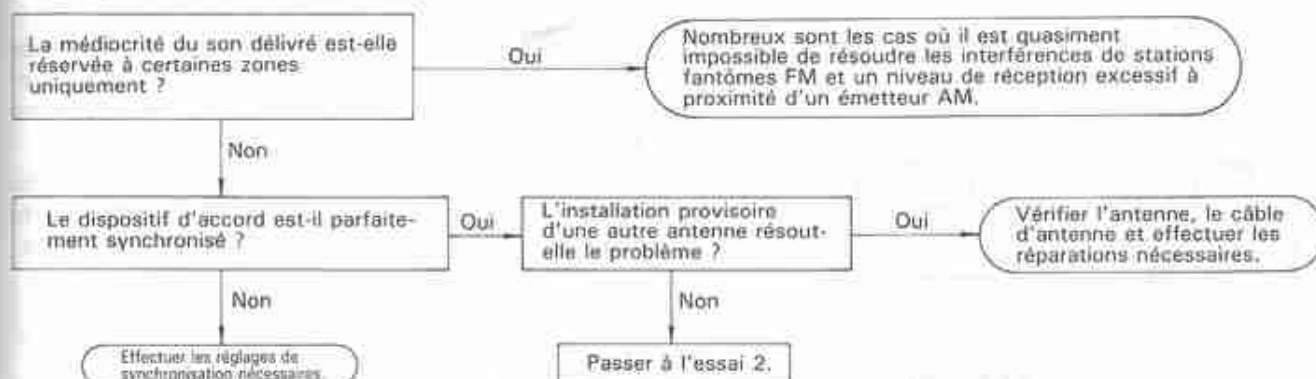 La médiocrité du son délivré est-elle
réservée à certaines zones
uniquement ?
Oui
Nombreux sont les cas où il est quasiment
impossible de résoudre les interférences de stations
fantômes FM et un niveau de réception excessif à
proximité d'un émetteur AM.
Non
Le dispositif d'accord est-il parfaite-
ment synchronisé ?
Oui
L'installation provisoire
d'une autre antenne résout-
elle le problème ?
Oui
Vérifier l'antenne, le câble
d'antenne et effectuer les
réparations nécessaires.
Non
Non
Effectuer les réglages de
synchronisation nécessaires.
Passer à l'essai 2.